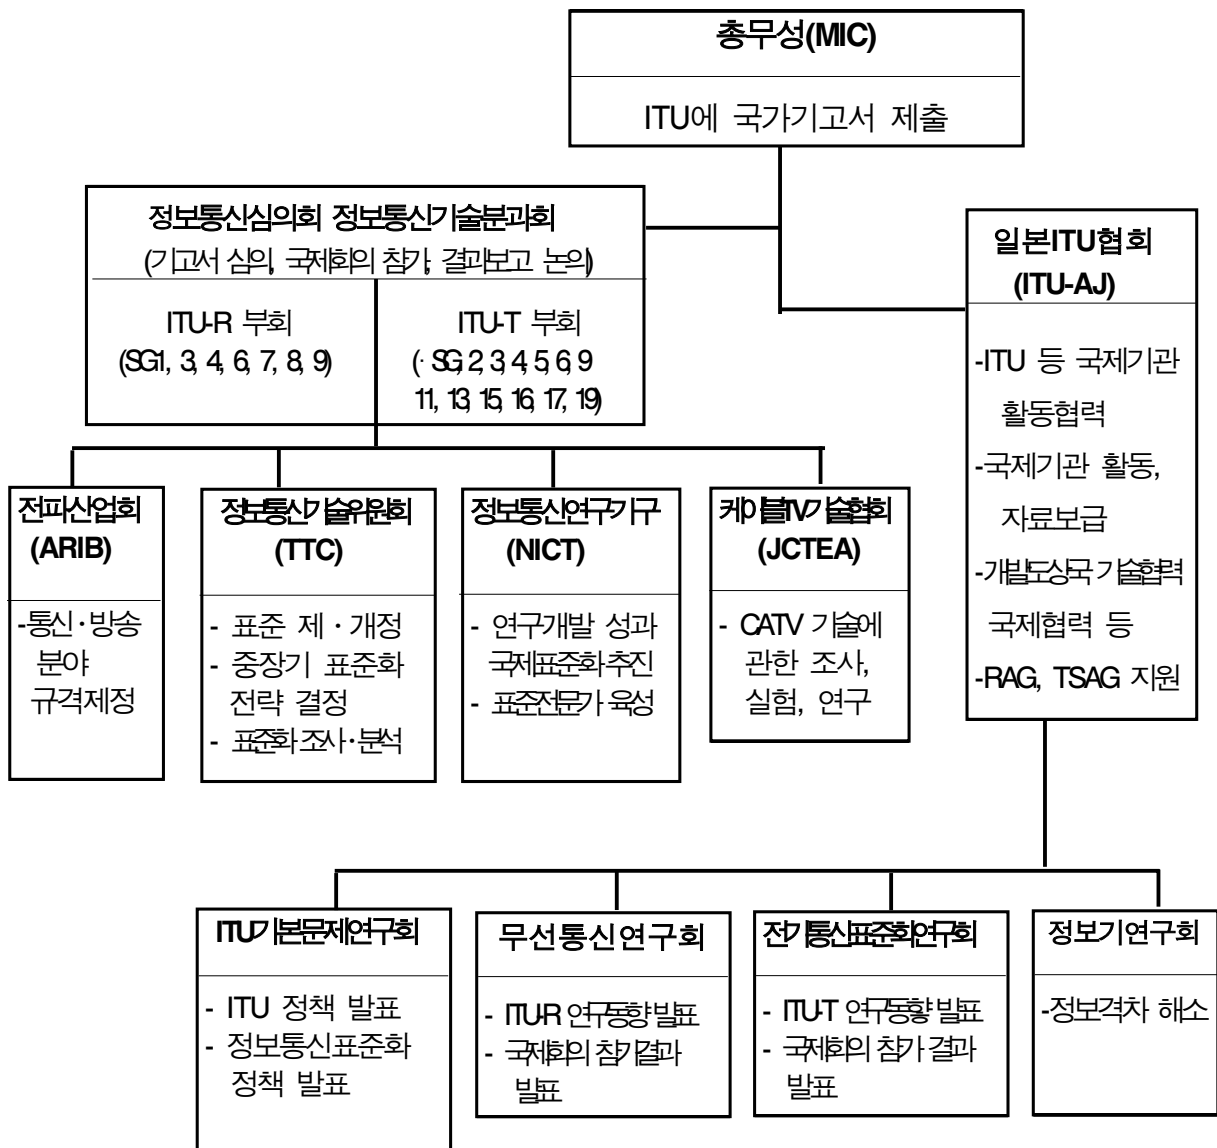 총무성(MIC)
ITU에 국가기고서 제출
정보통신심의회 정보통신기술분과회
(기고서 심의, 국제회의 참가, 결과보고 논의)
ITU-R 부회
(SG1, 3, 4, 6, 7, 8, 9)
ITU-T 부회
(· SG, 2, 3, 4, 5, 6, 9
11, 13, 15, 16, 17, 19)
일본ITU협회
(ITU-AJ)
-ITU 등 국제기관
활동협력
-국제기관 활동,
자료보급
-개발도상국 기술협력
국제협력 등
-RAG, TSAG 지원
전파산업회
(ARIB)
-통신·방송
분야
규격제정
정보통신기술위원회
(TTC)
- 표준 제·개정
- 중장기 표준화
전략 결정
- 표준화 조사·분석
정보통신연구기구
(NICT)
- 연구개발 성과
국제표준화 추진
- 표준전문가 육성
케이블TV기술협회
(JCTEA)
- CATV 기술에
관한 조사,
실험, 연구
ITU기본문제연구회
- ITU 정책 발표
- 정보통신표준화
정책 발표
무선통신연구회
- ITU-R 연구동향 발표
- 국제회의 참가결과
발표
전기통신표준화연구회
- ITU-T 연구동향 발표
- 국제회의 참가 결과
발표
정보기연구회
-정보격차 해소